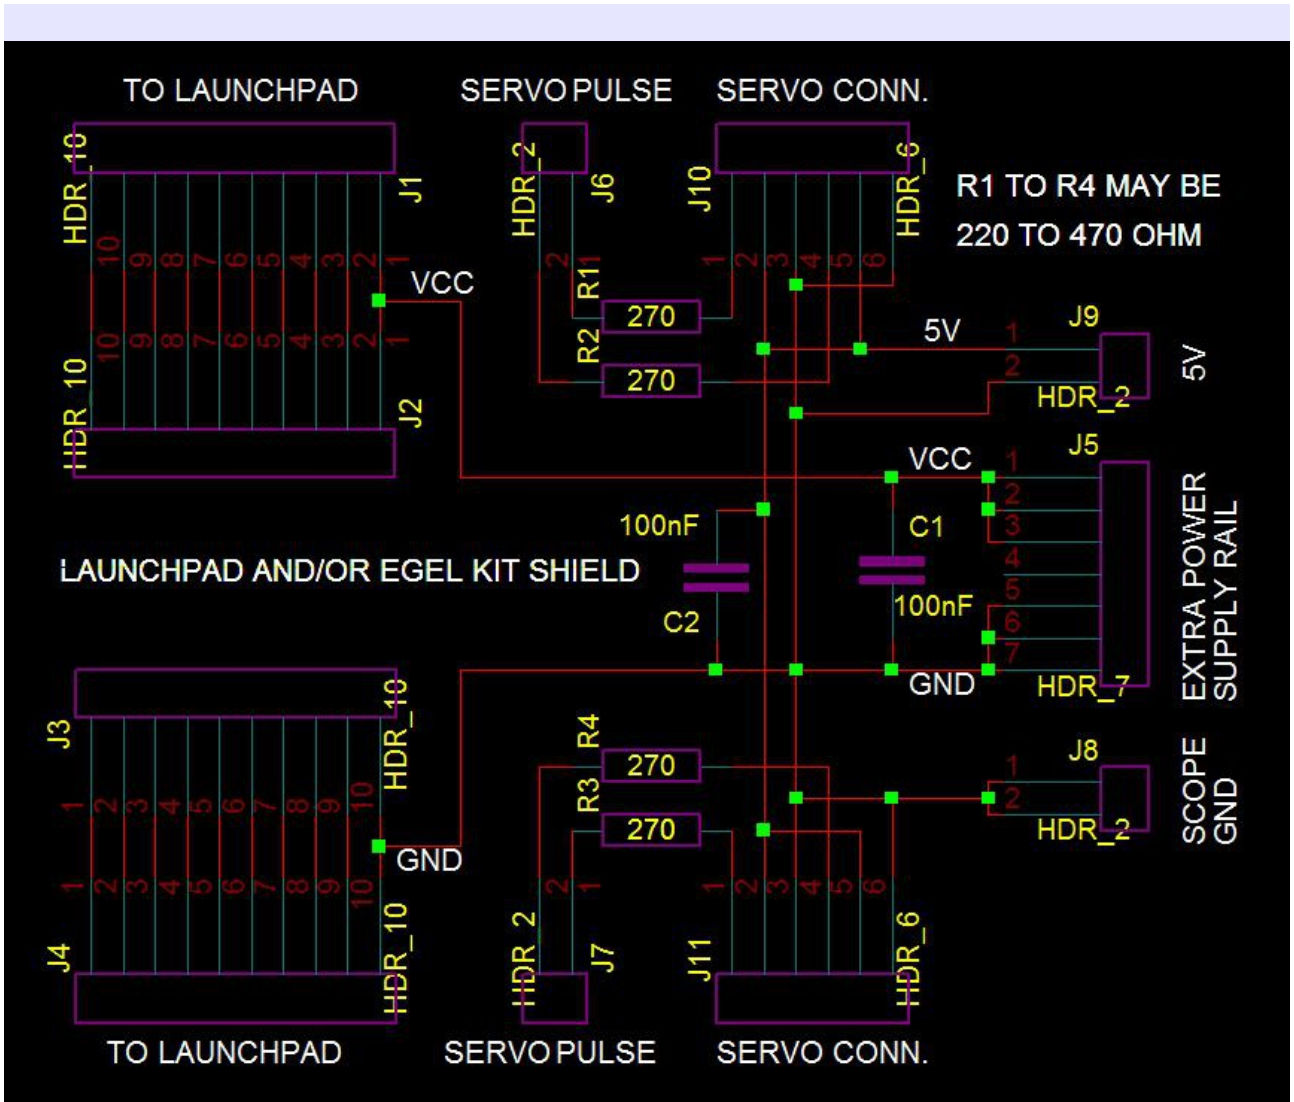 TO LAUNCHPAD
SERVO PULSE
SERVO CONN.
HDR_10
J1
HDR_2
J6
J10
HDR_6
R1 TO R4 MAY BE
220 TO 470 OHM
10 9 8 7 6 5 4 3 2 1
2 1
1 2 3 4 5 6
VCC
R1
270
10 9 8 7 6 5 4 3 2 1
R2
270
5V
1
2
J9
HDR_2
5V
HDR_10
J2
VCC
J5
1
2
3
4
5
6
7
HDR_7
EXTRA POWER
SUPPLY RAIL
100nF
C2
C1
100nF
LAUNCHPAD AND/OR EGEL KIT SHIELD
GND
J3
HDR_10
1 2 3 4 5 6 7 8 9 10
R4
270
R3
270
J8
1
2
HDR_2
SCOPE
GND
GND
1 2 3 4 5 6 7 8 9 10
2 1
1 2 3 4 5 6
J4
HDR_10
HDR_2
J7
J11
HDR_6
TO LAUNCHPAD
SERVO PULSE
SERVO CONN.